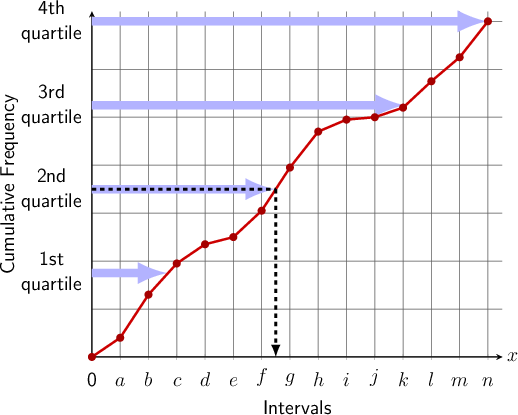 4th
quartile
3rd
quartile
2nd
quartile
1st
quartile
Cumulative Frequency
0 a b c d e f g h i j k l m n
x
Intervals